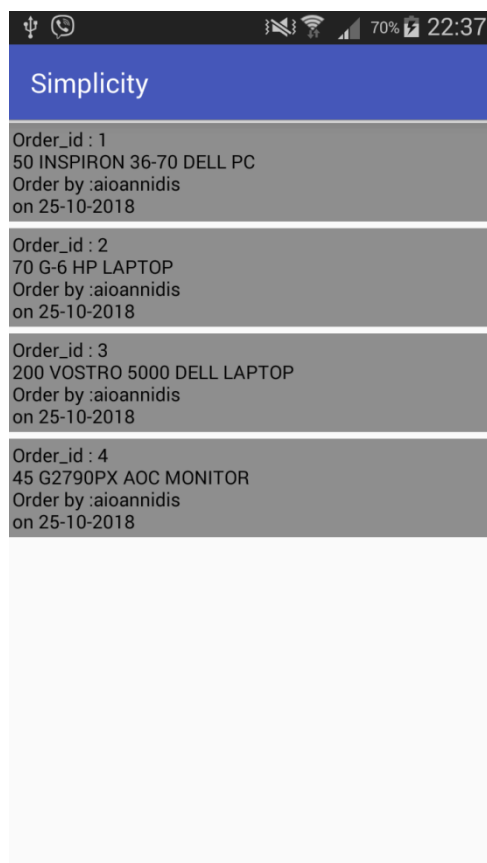 70% 22:37
Simplicity
Order_id : 1
50 INSPIRON 36-70 DELL PC
Order by :aioannidis
on 25-10-2018
Order_id : 2
70 G-6 HP LAPTOP
Order by :aioannidis
on 25-10-2018
Order_id : 3
200 VOSTRO 5000 DELL LAPTOP
Order by :aioannidis
on 25-10-2018
Order_id : 4
45 G2790PX AOC MONITOR
Order by :aioannidis
on 25-10-2018